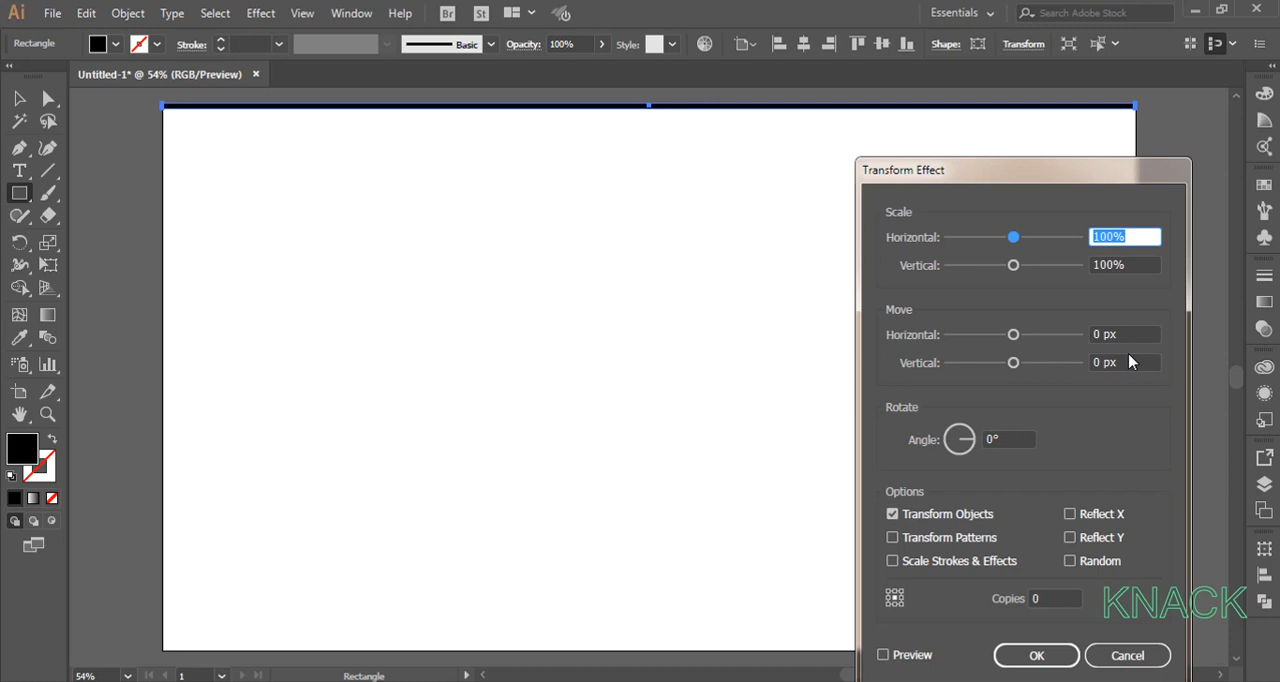 Ai File Edit Object Type Select Effect View Window Help Br St Essentials Search Adobe Stock
Rectangle Stroke: Basic Opacity: 100% Style: Shape: Transform
Untitled-1* @ 54% (RGB/Preview) ×
Transform Effect
Scale
Horizontal: 100%
Vertical: 100%
Move
Horizontal: 0 px
Vertical: 0 px
Rotate
Angle: 0°
Options
Transform Objects Reflect X
Transform Patterns Reflect Y
Scale Strokes & Effects Random
Copies 0
KNACK
Preview OK Cancel
54% 1 Rectangle